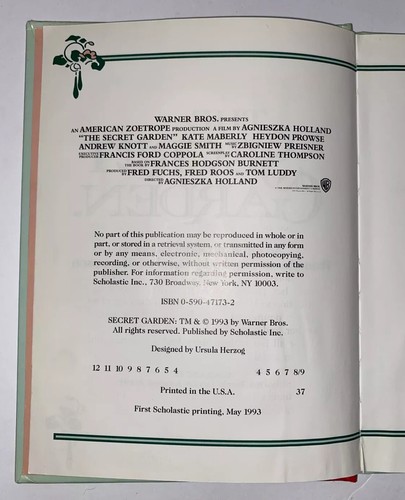 WARNER BROS. PRESENTS
AN AMERICAN ZOETROPE PRODUCTION A FILM BY AGNIESZKA HOLLAND
"THE SECRET GARDEN" KATE MABERLY HEYDON PROWSE
ANDREW KNOTT AND MAGGIE SMITH MUSIC BY ZBIGNIEW PREISNER
EXECUTIVE PRODUCER FRANCIS FORD COPPOLA SCREENPLAY BY CAROLINE THOMPSON
BASED ON THE BOOK BY FRANCES HODGSON BURNETT
PRODUCED BY FRED FUCHS, FRED ROOS AND TOM LUDDY
DIRECTED BY AGNIESZKA HOLLAND
No part of this publication may be reproduced in whole or in
part, or stored in a retrieval system, or transmitted in any form
or by any means, electronic, mechanical, photocopying,
recording, or otherwise, without written permission of the
publisher. For information regarding permission, write to
Scholastic Inc., 730 Broadway, New York, NY 10003.
ISBN 0-590-47173-2
SECRET GARDEN: TM & © 1993 by Warner Bros.
All rights reserved. Published by Scholastic Inc.
Designed by Ursula Herzog
12 11 10 9 8 7 6 5 4 4 5 6 7 8/9
Printed in the U.S.A. 37
First Scholastic printing, May 1993